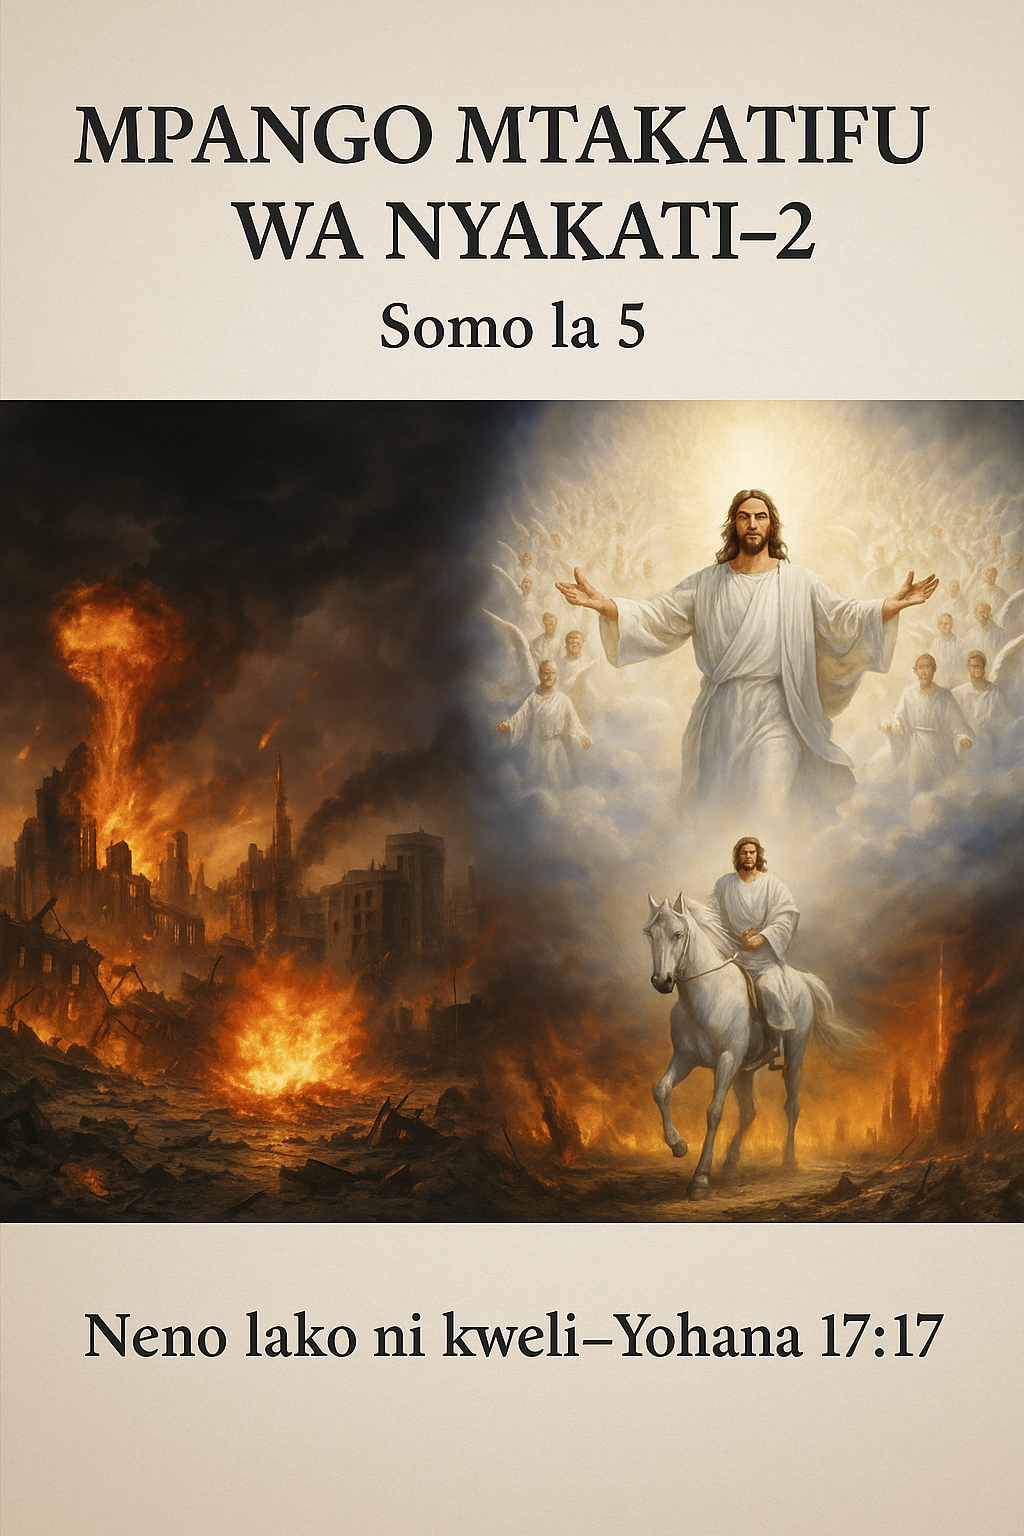 MPANGO MTAKATIFU
WA NYAKATI–2
Somo la 5
Neno lako ni kweli–Yohana 17:17